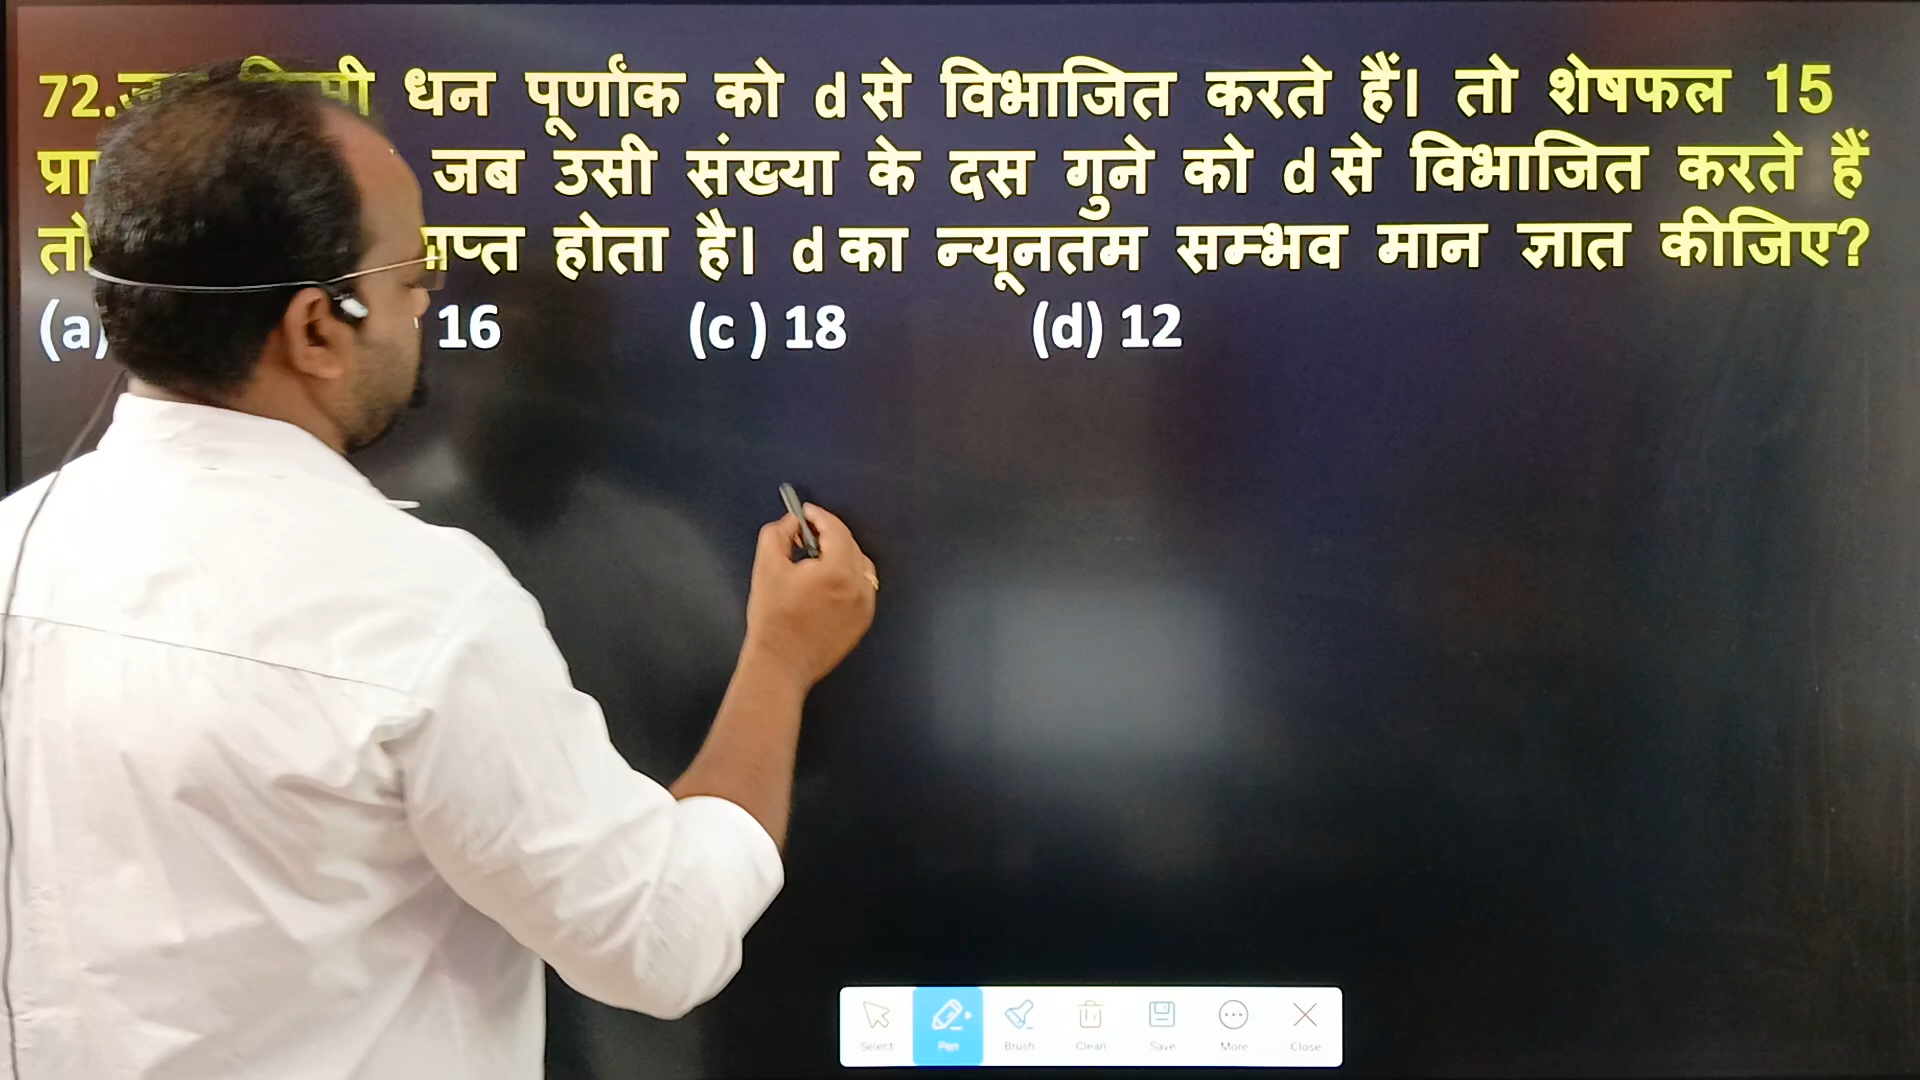 72. धन पूर्णांक को d से विभाजित करते हैं। तो शेषफल 15
जब उसी संख्या के दस गुने को d से विभाजित करते हैं
तो होता है। d का न्यूनतम सम्भव मान ज्ञात कीजिए?
(a) 16 (c ) 18 (d) 12
Select Pen Brush Clean Save More Close